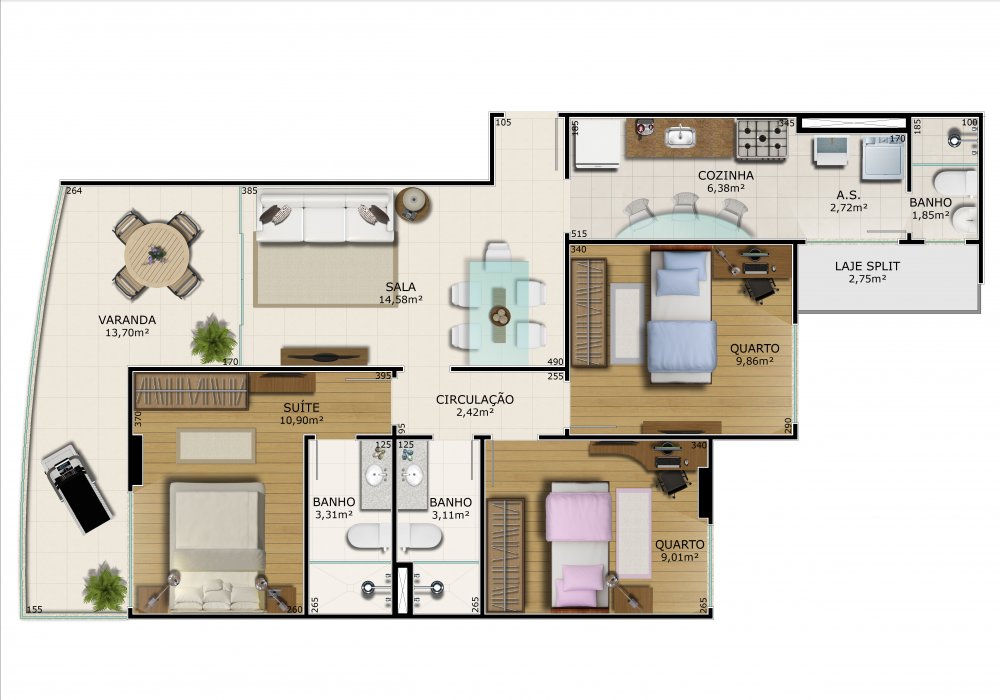 105
185
345
185
100
170
COZINHA
6,38m²
A.S.
2,72m²
BANHO
1,85m²
264
385
515
340
LAJE SPLIT
2,75m²
SALA
14,58m²
VARANDA
13,70m²
QUARTO
9,86m²
170
490
395
255
CIRCULAÇÃO
2,42m²
SUÍTE
10,90m²
370
95
290
125
125
340
BANHO
3,31m²
BANHO
3,11m²
QUARTO
9,01m²
155
260
265
265
265